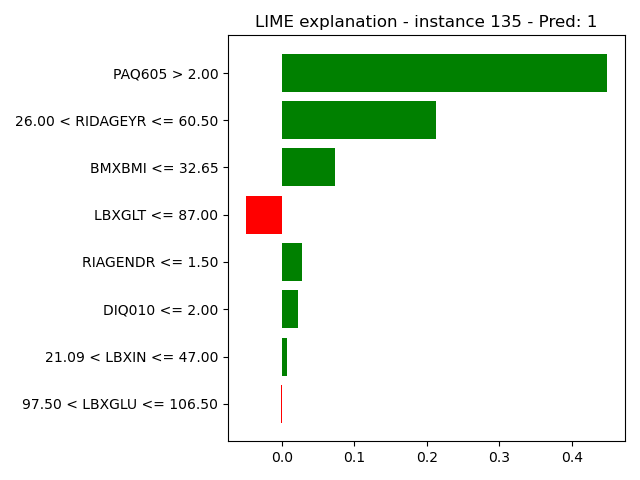 LIME explanation - instance 135 - Pred: 1
PAQ605 > 2.00
26.00 < RIDAGEYR <= 60.50
BMXBMI <= 32.65
LBXGLT <= 87.00
RIAGENDR <= 1.50
DIQ010 <= 2.00
21.09 < LBXIN <= 47.00
97.50 < LBXGLU <= 106.50
0.0 0.1 0.2 0.3 0.4